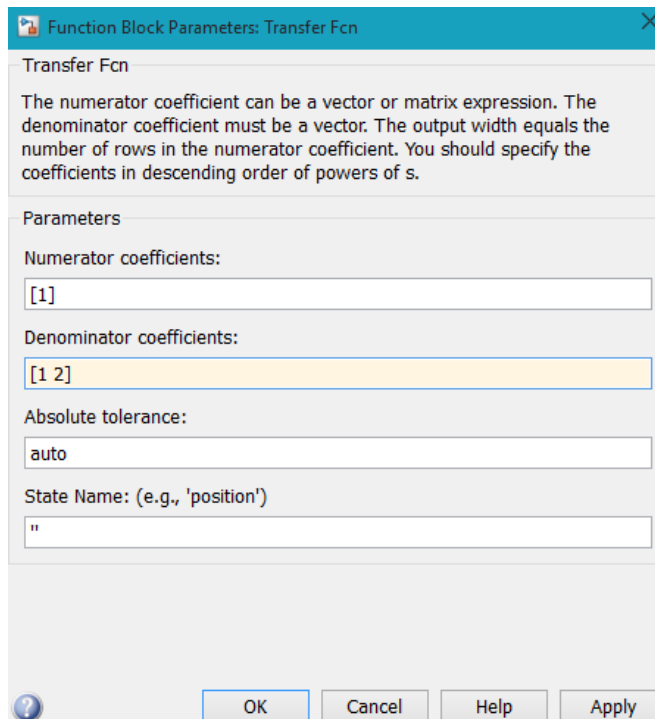 Function Block Parameters: Transfer Fcn
Transfer Fcn
The numerator coefficient can be a vector or matrix expression. The
denominator coefficient must be a vector. The output width equals the
number of rows in the numerator coefficient. You should specify the
coefficients in descending order of powers of s.
Parameters
Numerator coefficients:
[1]
Denominator coefficients:
[1 2]
Absolute tolerance:
auto
State Name: (e.g., 'position')
''
OK Cancel Help Apply